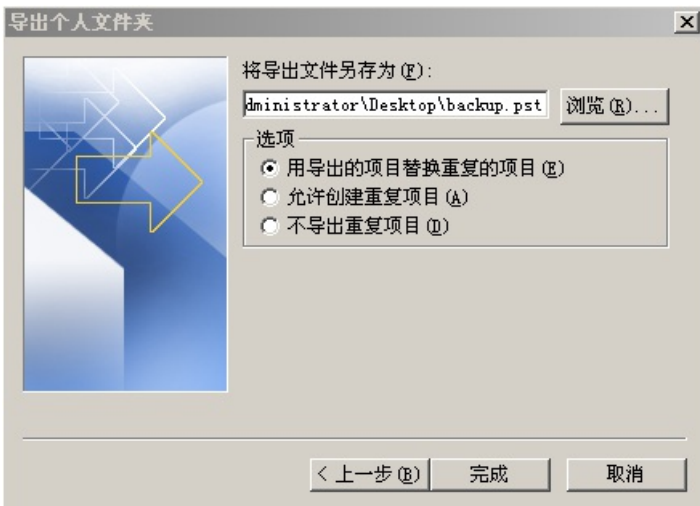 导出个人文件夹
将导出文件另存为(F):
dministrator\Desktop\backup.pst 浏览(R)...
选项
用导出的项目替换重复的项目(E)
允许创建重复项目(A)
不导出重复项目(D)
< 上一步(B) 完成 取消